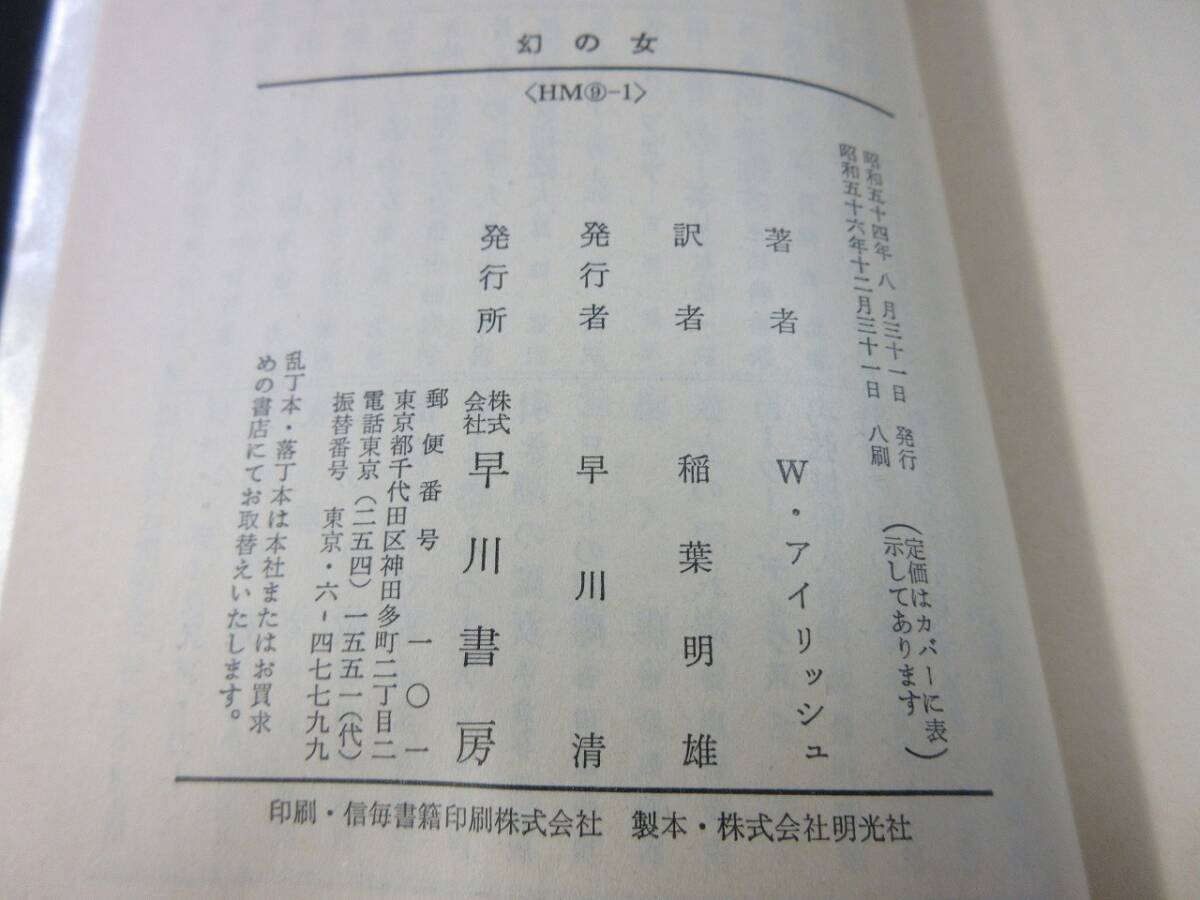 幻の女
〈HM⑨-1〉
昭和五十四年 八 月三十一日 発行
昭和五十六年十二月三十一日 八刷
（定価はカバーに表
示してあります）
著者 W・アイリッシュ
訳者 稲葉明雄
発行者 早川清
発行所 株式会社 早川書房
郵便番号 一〇一
東京都千代田区神田多町二丁目二
電話東京（二五四）一五五一（代）
振替番号 東京・六-四七七九九
乱丁本・落丁本は本社またはお買求
めの書店にてお取替えいたします。
印刷・信毎書籍印刷株式会社 製本・株式会社明光社